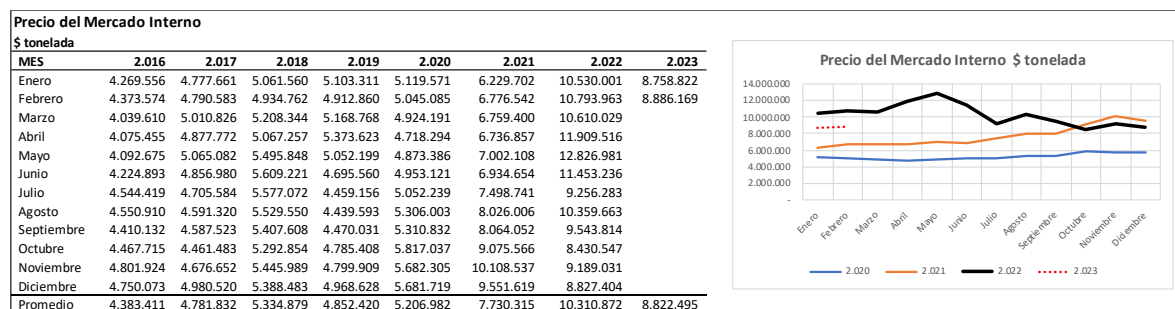 Precio del Mercado Interno
$ tonelada
MES 2.016 2.017 2.018 2.019 2.020 2.021 2.022 2.023
Enero 4.269.556 4.777.661 5.061.560 5.103.311 5.119.571 6.229.702 10.530.001 8.758.822
Febrero 4.373.574 4.790.583 4.934.762 4.912.860 5.045.085 6.776.542 10.793.963 8.886.169
Marzo 4.039.610 5.010.826 5.208.344 5.168.768 4.924.191 6.759.400 10.610.029
Abril 4.075.455 4.877.772 5.067.257 5.373.623 4.718.294 6.736.857 11.909.516
Mayo 4.092.675 5.065.082 5.495.848 5.052.199 4.873.386 7.002.108 12.826.981
Junio 4.224.893 4.856.980 5.609.221 4.695.560 4.953.121 6.934.654 11.453.236
Julio 4.544.419 4.705.584 5.577.072 4.459.156 5.052.239 7.498.741 9.256.283
Agosto 4.550.910 4.591.320 5.529.550 4.439.593 5.306.003 8.026.006 10.359.663
Septiembre 4.410.132 4.587.523 5.407.608 4.470.031 5.310.832 8.064.052 9.543.814
Octubre 4.467.715 4.461.483 5.292.854 4.785.408 5.817.037 9.075.566 8.430.547
Noviembre 4.801.924 4.676.652 5.445.989 4.799.909 5.682.305 10.108.537 9.189.031
Diciembre 4.750.073 4.980.520 5.388.483 4.968.628 5.681.719 9.551.619 8.827.404
Promedio 4.383.411 4.781.832 5.334.879 4.852.420 5.206.982 7.730.315 10.310.872 8.822.495
Precio del Mercado Interno $ tonelada
14.000.000
12.000.000
10.000.000
8.000.000
6.000.000
4.000.000
2.000.000
-
Enero Febrero Marzo Abril Mayo Junio Julio Agosto Septiembre Octubre Noviembre Diciembre
2.020 2.021 2.022 2.023